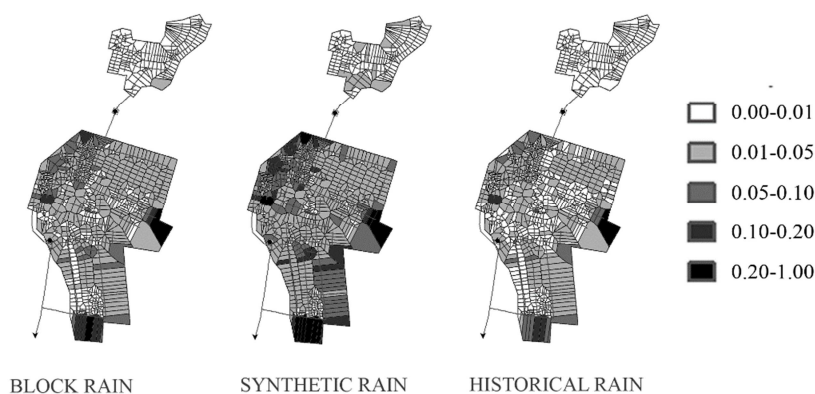 0.00-0.01
0.01-0.05
0.05-0.10
0.10-0.20
0.20-1.00
BLOCK RAIN
SYNTHETIC RAIN
HISTORICAL RAIN